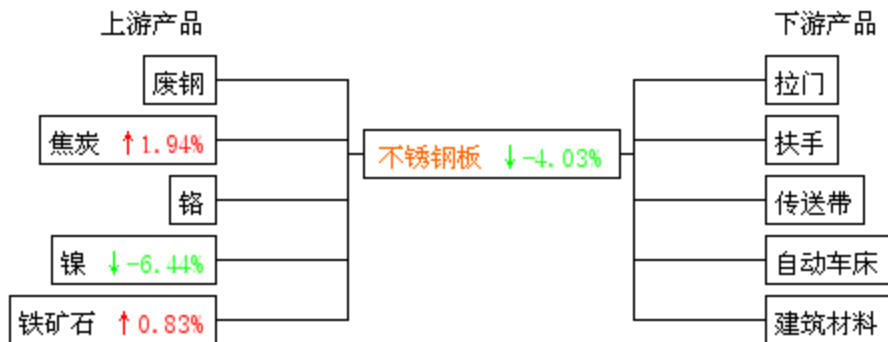 上游产品
下游产品
废钢
焦炭 ↑1.94%
铬
镍 ↓-6.44%
铁矿石 ↑0.83%
不锈钢板 ↓-4.03%
拉门
扶手
传送带
自动车床
建筑材料